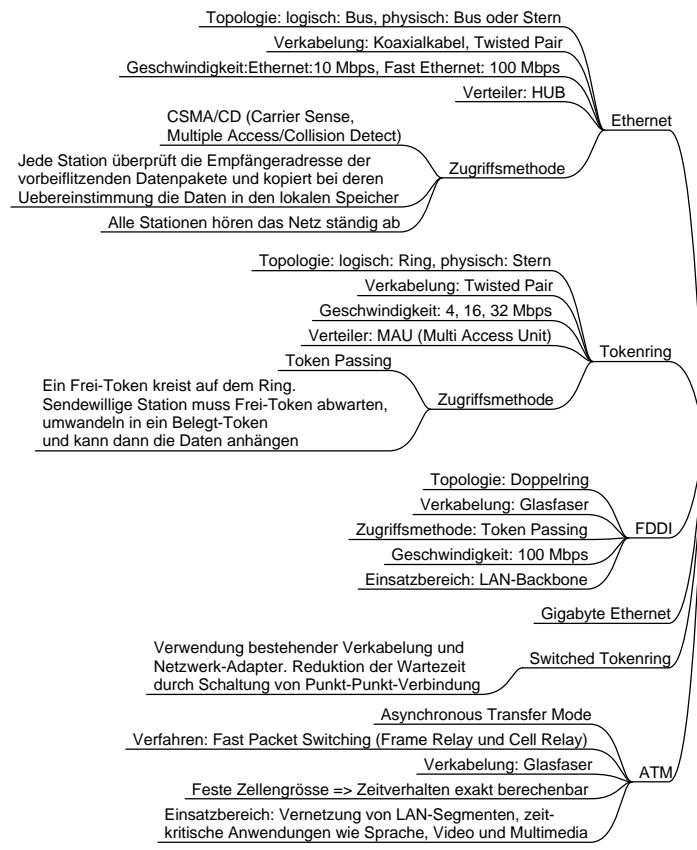 Topologie: logisch: Bus, physisch: Bus oder Stern
Verkabelung: Koaxialkabel, Twisted Pair
Geschwindigkeit:Ethernet:10 Mbps, Fast Ethernet: 100 Mbps
Verteiler: HUB
Ethernet
CSMA/CD (Carrier Sense,
Multiple Access/Collision Detect)
Jede Station überprüft die Empfängeradresse der
vorbeiflitzenden Datenpakete und kopiert bei deren
Uebereinstimmung die Daten in den lokalen Speicher
Zugriffsmethode
Alle Stationen hören das Netz ständig ab
Topologie: logisch: Ring, physisch: Stern
Verkabelung: Twisted Pair
Geschwindigkeit: 4, 16, 32 Mbps
Verteiler: MAU (Multi Access Unit)
Tokenring
Token Passing
Ein Frei-Token kreist auf dem Ring.
Sendewillige Station muss Frei-Token abwarten,
umwandeln in ein Belegt-Token
und kann dann die Daten anhängen
Zugriffsmethode
Topologie: Doppelring
Verkabelung: Glasfaser
Zugriffsmethode: Token Passing
FDDI
Geschwindigkeit: 100 Mbps
Einsatzbereich: LAN-Backbone
Gigabyte Ethernet
Verwendung bestehender Verkabelung und
Netzwerk-Adapter. Reduktion der Wartezeit
durch Schaltung von Punkt-Punkt-Verbindung
Switched Tokenring
Asynchronous Transfer Mode
Verfahren: Fast Packet Switching (Frame Relay und Cell Relay)
Verkabelung: Glasfaser
ATM
Feste Zellengrösse => Zeitverhalten exakt berechenbar
Einsatzbereich: Vernetzung von LAN-Segmenten, zeit-
kritische Anwendungen wie Sprache, Video und Multimedia